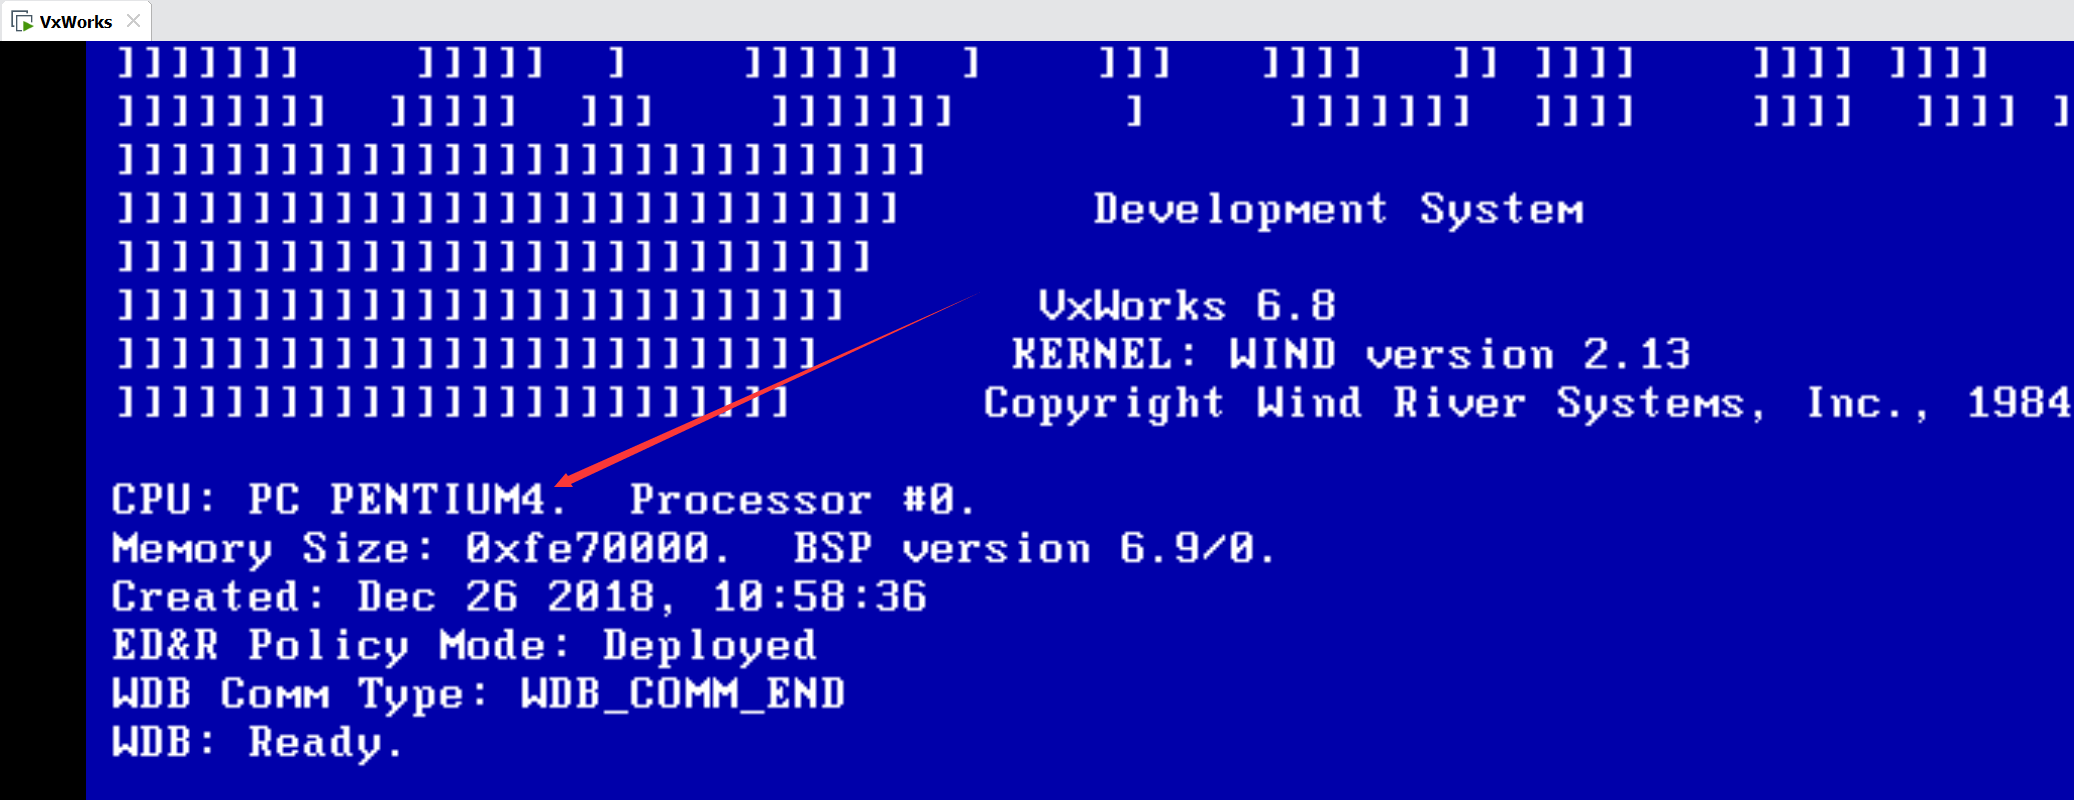 VxWorks
]]]]]]]    ]]]]]  ]    ]]]]]]  ]    ]]]   ]]]]   ]] ]]]]    ]]]] ]]]]
]]]]]]]]  ]]]]]  ]]]    ]]]]]]]      ]     ]]]]]]]  ]]]]    ]]]]  ]]]] ]
]]]]]]]]]]]]]]]]]]]]]]]]]]]]]]
]]]]]]]]]]]]]]]]]]]]]]]]]]]]]       Development System
]]]]]]]]]]]]]]]]]]]]]]]]]]]]
]]]]]]]]]]]]]]]]]]]]]]]]]]]       VxWorks 6.8
]]]]]]]]]]]]]]]]]]]]]]]]]]       KERNEL: WIND version 2.13
]]]]]]]]]]]]]]]]]]]]]]]]]       Copyright Wind River Systems, Inc., 1984
CPU: PC PENTIUM4.  Processor #0.
Memory Size: 0xfe70000.  BSP version 6.9/0.
Created: Dec 26 2018, 10:58:36
ED&R Policy Mode: Deployed
WDB Comm Type: WDB_COMM_END
WDB: Ready.